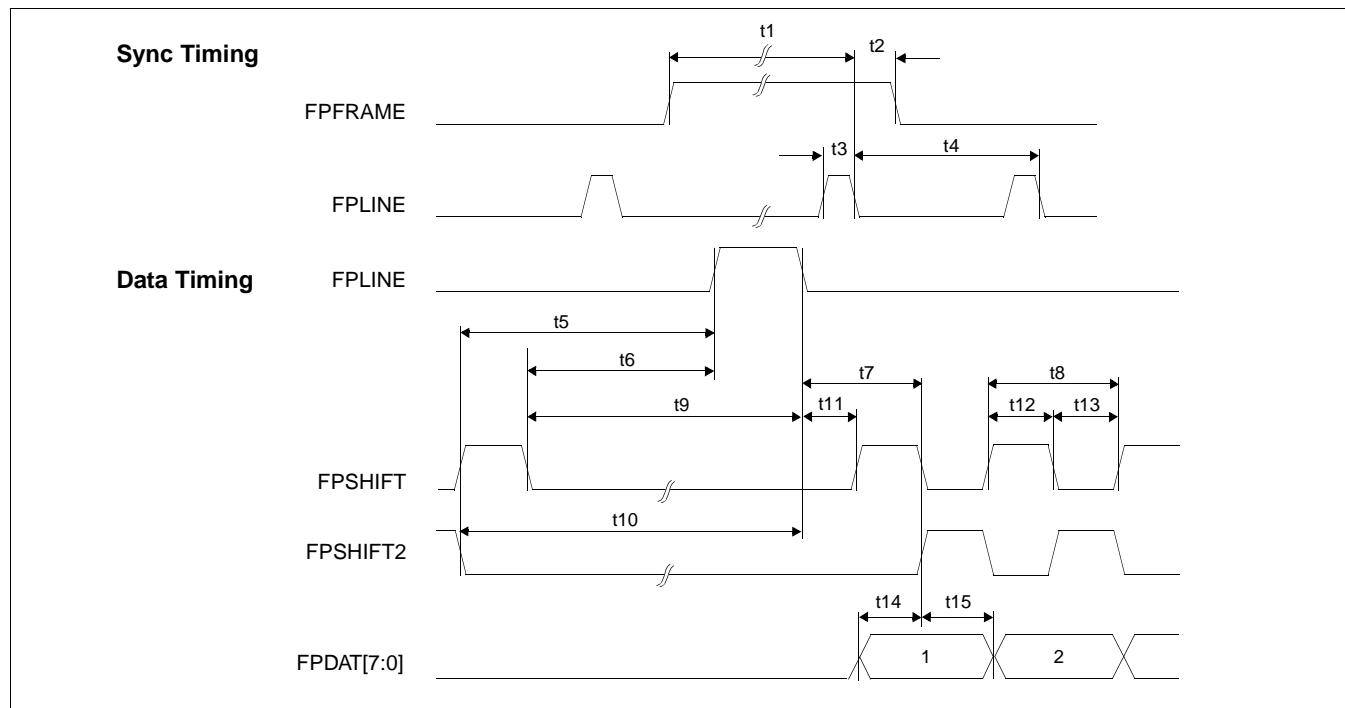 t1
Sync Timing
t2
FPFRAME
t3
t4
FPLINE
Data Timing
FPLINE
t5
t6
t7
t8
t9
t11
t12
t13
FPSHIFT
t10
FPSHIFT2
t14
t15
FPDAT[7:0]
1
2